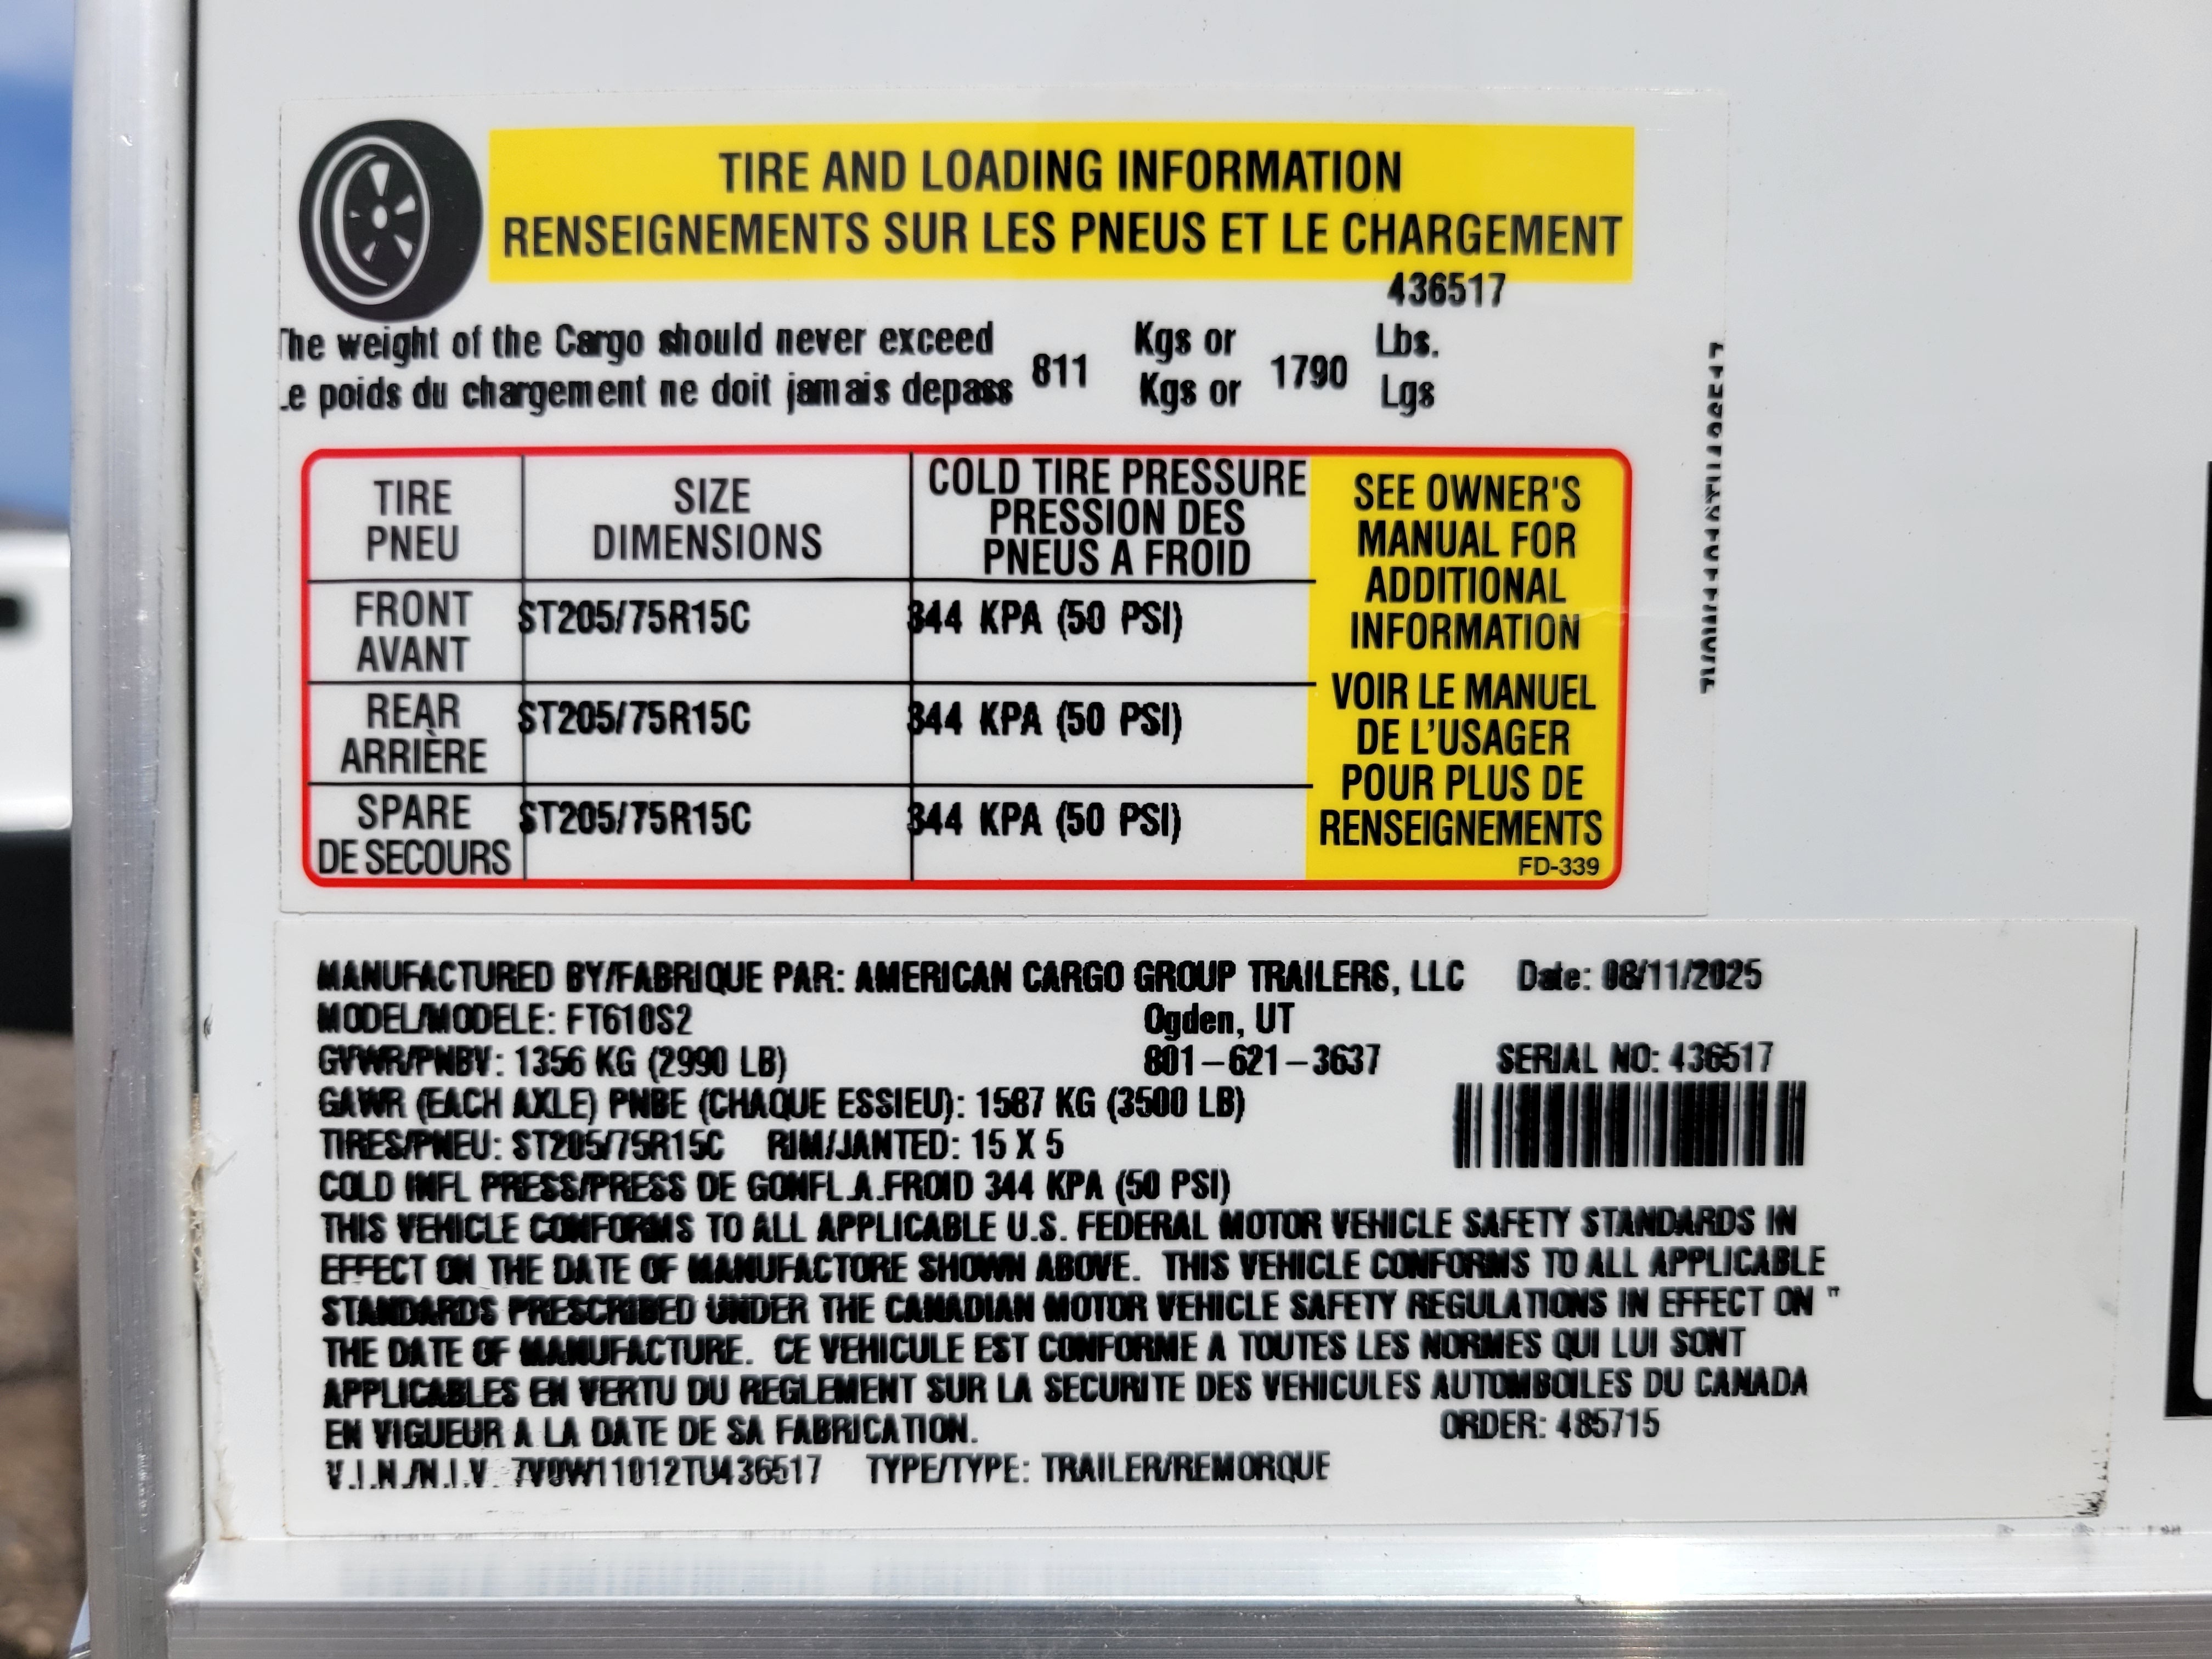 TIRE AND LOADING INFORMATION
RENSEIGNEMENTS SUR LES PNEUS ET LE CHARGEMENT
436517
The weight of the Cargo should never exceed 811 Kgs or 1790 Lbs.
Le poids du chargement ne doit jamais depass Kgs or Lgs
TIRE PNEU
SIZE DIMENSIONS
COLD TIRE PRESSURE
PRESSION DES
PNEUS A FROID
FRONT AVANT
ST205/75R15C
344 KPA (50 PSI)
REAR ARRIÈRE
ST205/75R15C
344 KPA (50 PSI)
SPARE DE SECOURS
ST205/75R15C
344 KPA (50 PSI)
SEE OWNER'S
MANUAL FOR
ADDITIONAL
INFORMATION
VOIR LE MANUEL
DE L'USAGER
POUR PLUS DE
RENSEIGNEMENTS
FD-339
MANUFACTURED BY/FABRIQUE PAR: AMERICAN CARGO GROUP TRAILERS, LLC Date: 08/11/2025
MODEL/MODELE: FT610S2 Ogden, UT
GVWR/PNBV: 1356 KG (2990 LB) 801-621-3637 SERIAL NO: 436517
GAWR (EACH AXLE) PNBE (CHAQUE ESSIEU): 1587 KG (3500 LB)
TIRES/PNEU: ST205/75R15C RIM/JANTED: 15 X 5
COLD INFL PRESS/PRESS DE GONFL.A.FROID 344 KPA (50 PSI)
THIS VEHICLE CONFORMS TO ALL APPLICABLE U.S. FEDERAL MOTOR VEHICLE SAFETY STANDARDS IN
EFFECT ON THE DATE OF MANUFACTORE SHOWN ABOVE. THIS VEHICLE CONFORMS TO ALL APPLICABLE
STANDARDS PRESCRIBED UNDER THE CANADIAN MOTOR VEHICLE SAFETY REGULATIONS IN EFFECT ON "
THE DATE OF MANUFACTURE. CE VEHICULE EST CONFORME A TOUTES LES NORMES QUI LUI SONT
APPLICABLES EN VERTU DU REGLEMENT SUR LA SECURITE DES VEHICULES AUTOMBOILES DU CANADA
EN VIGUEUR A LA DATE DE SA FABRICATION. ORDER: 485715
V.I.N./N.I.V 7V0W11012TU436517 TYPE/TYPE: TRAILER/REMORQUE